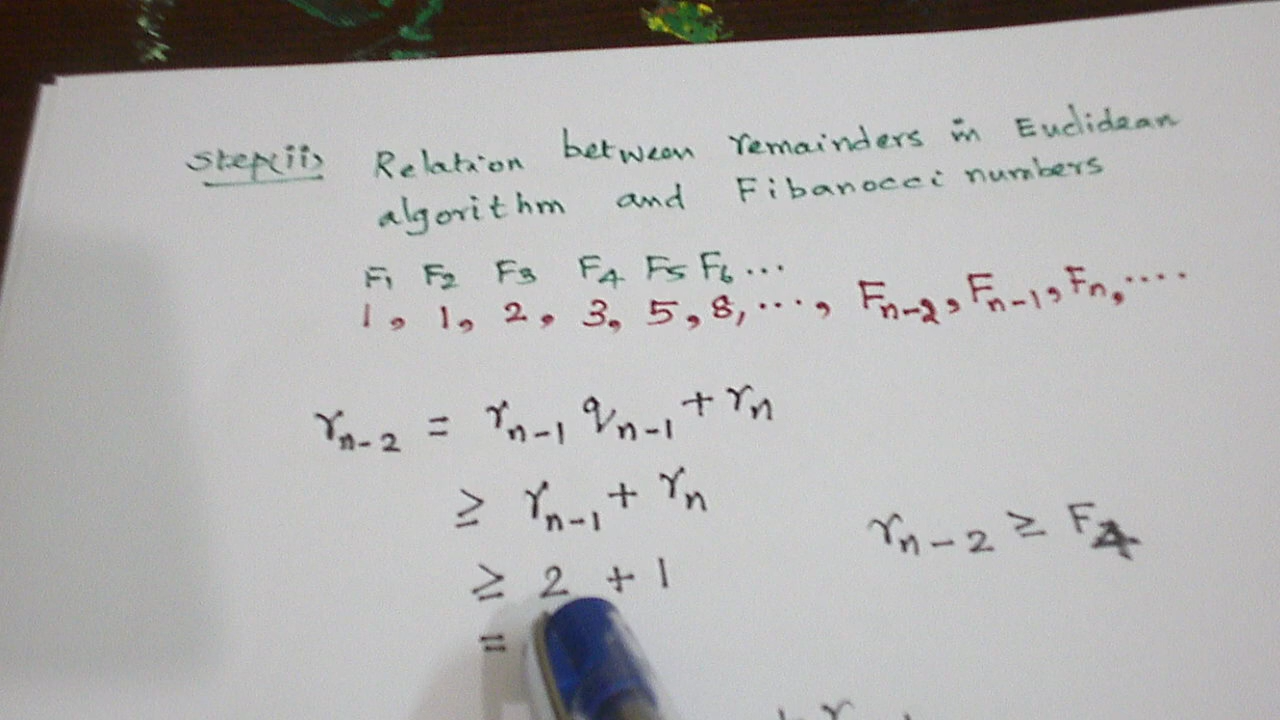 Step(ii) Relation between remainders in Euclidean
algorithm and Fibanocci numbers
F₁ F₂ F₃ F₄ F₅ F₆ ...
1, 1, 2, 3, 5, 8, ..., Fₙ₋₂, Fₙ₋₁, Fₙ, ....
rₙ₋₂ = rₙ₋₁ qₙ₋₁ + rₙ
≥ rₙ₋₁ + rₙ
rₙ₋₂ ≥ F₄
≥ 2 + 1
=